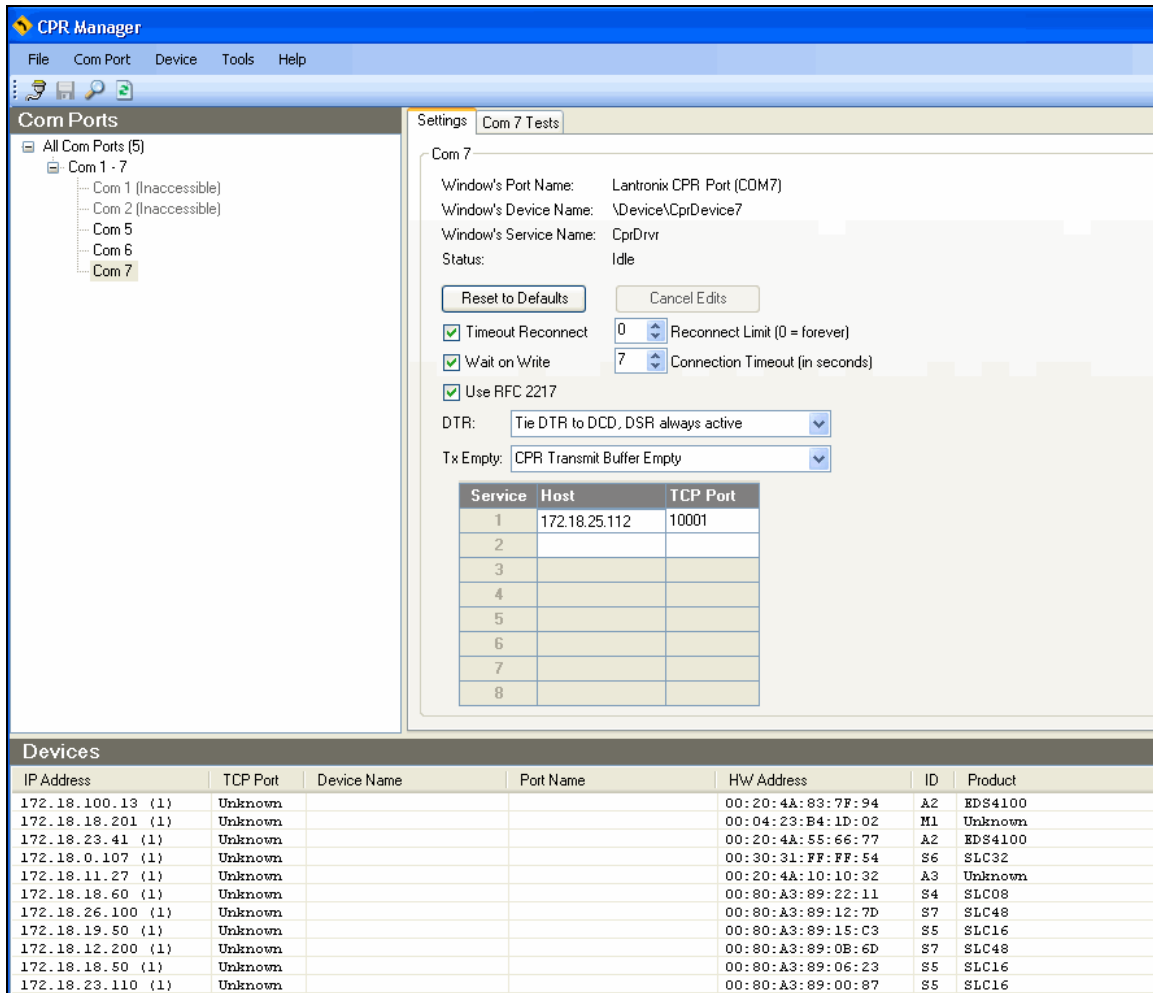 CPR Manager
File Com Port Device Tools Help
Com Ports
All Com Ports (5)
Com 1 - 7
Com 1 (Inaccessible)
Com 2 (Inaccessible)
Com 5
Com 6
Com 7
Settings Com 7 Tests
Com 7
Window's Port Name: Lantronix CPR Port (COM7)
Window's Device Name: \Device\CprDevice7
Window's Service Name: CprDrvr
Status: Idle
Reset to Defaults Cancel Edits
Timeout Reconnect 0 Reconnect Limit (0 = forever)
Wait on Write 7 Connection Timeout (in seconds)
Use RFC 2217
DTR: Tie DTR to DCD, DSR always active
Tx Empty: CPR Transmit Buffer Empty
Service Host TCP Port
1 172.18.25.112 10001
2
3
4
5
6
7
8
Devices
IP Address TCP Port Device Name Port Name HW Address ID Product
172.18.100.13 (1) Unknown 00:20:4A:83:7F:94 A2 EDS4100
172.18.18.201 (1) Unknown 00:04:23:B4:1D:02 M1 Unknown
172.18.23.41 (1) Unknown 00:20:4A:55:66:77 A2 EDS4100
172.18.0.107 (1) Unknown 00:30:31:FF:FF:54 S6 SLC32
172.18.11.27 (1) Unknown 00:20:4A:10:10:32 A3 Unknown
172.18.18.60 (1) Unknown 00:80:A3:89:22:11 S4 SLC08
172.18.26.100 (1) Unknown 00:80:A3:89:12:7D S7 SLC48
172.18.19.50 (1) Unknown 00:80:A3:89:15:C3 S5 SLC16
172.18.12.200 (1) Unknown 00:80:A3:89:0B:6D S7 SLC48
172.18.18.50 (1) Unknown 00:80:A3:89:06:23 S5 SLC16
172.18.23.110 (1) Unknown 00:80:A3:89:00:87 S5 SLC16